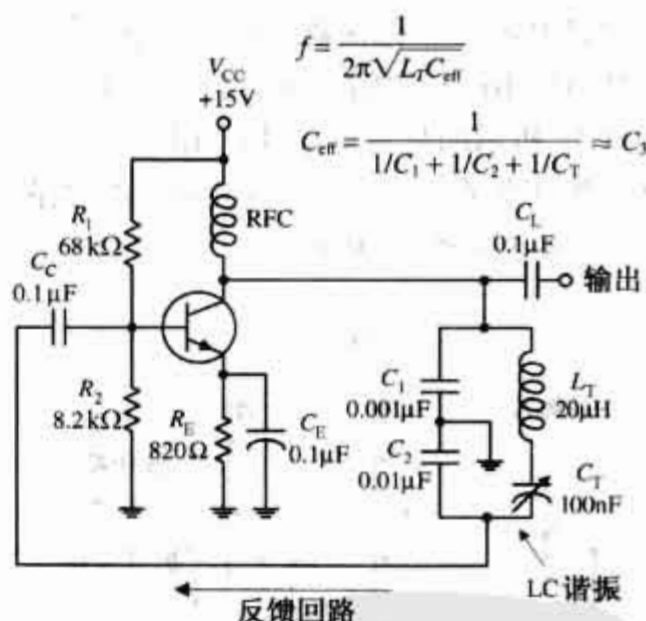 f = 1 / 2π√(L_T C_eff)
V_CC
+15V
C_eff = 1 / (1/C_1 + 1/C_2 + 1/C_T) ≈ C_3
RFC
R_1
68kΩ
C_C
0.1μF
C_L
0.1μF
输出
R_2
8.2kΩ
R_E
820Ω
C_E
0.1μF
C_1
0.001μF
C_2
0.01μF
L_T
20μH
C_T
100nF
LC谐振
反馈回路